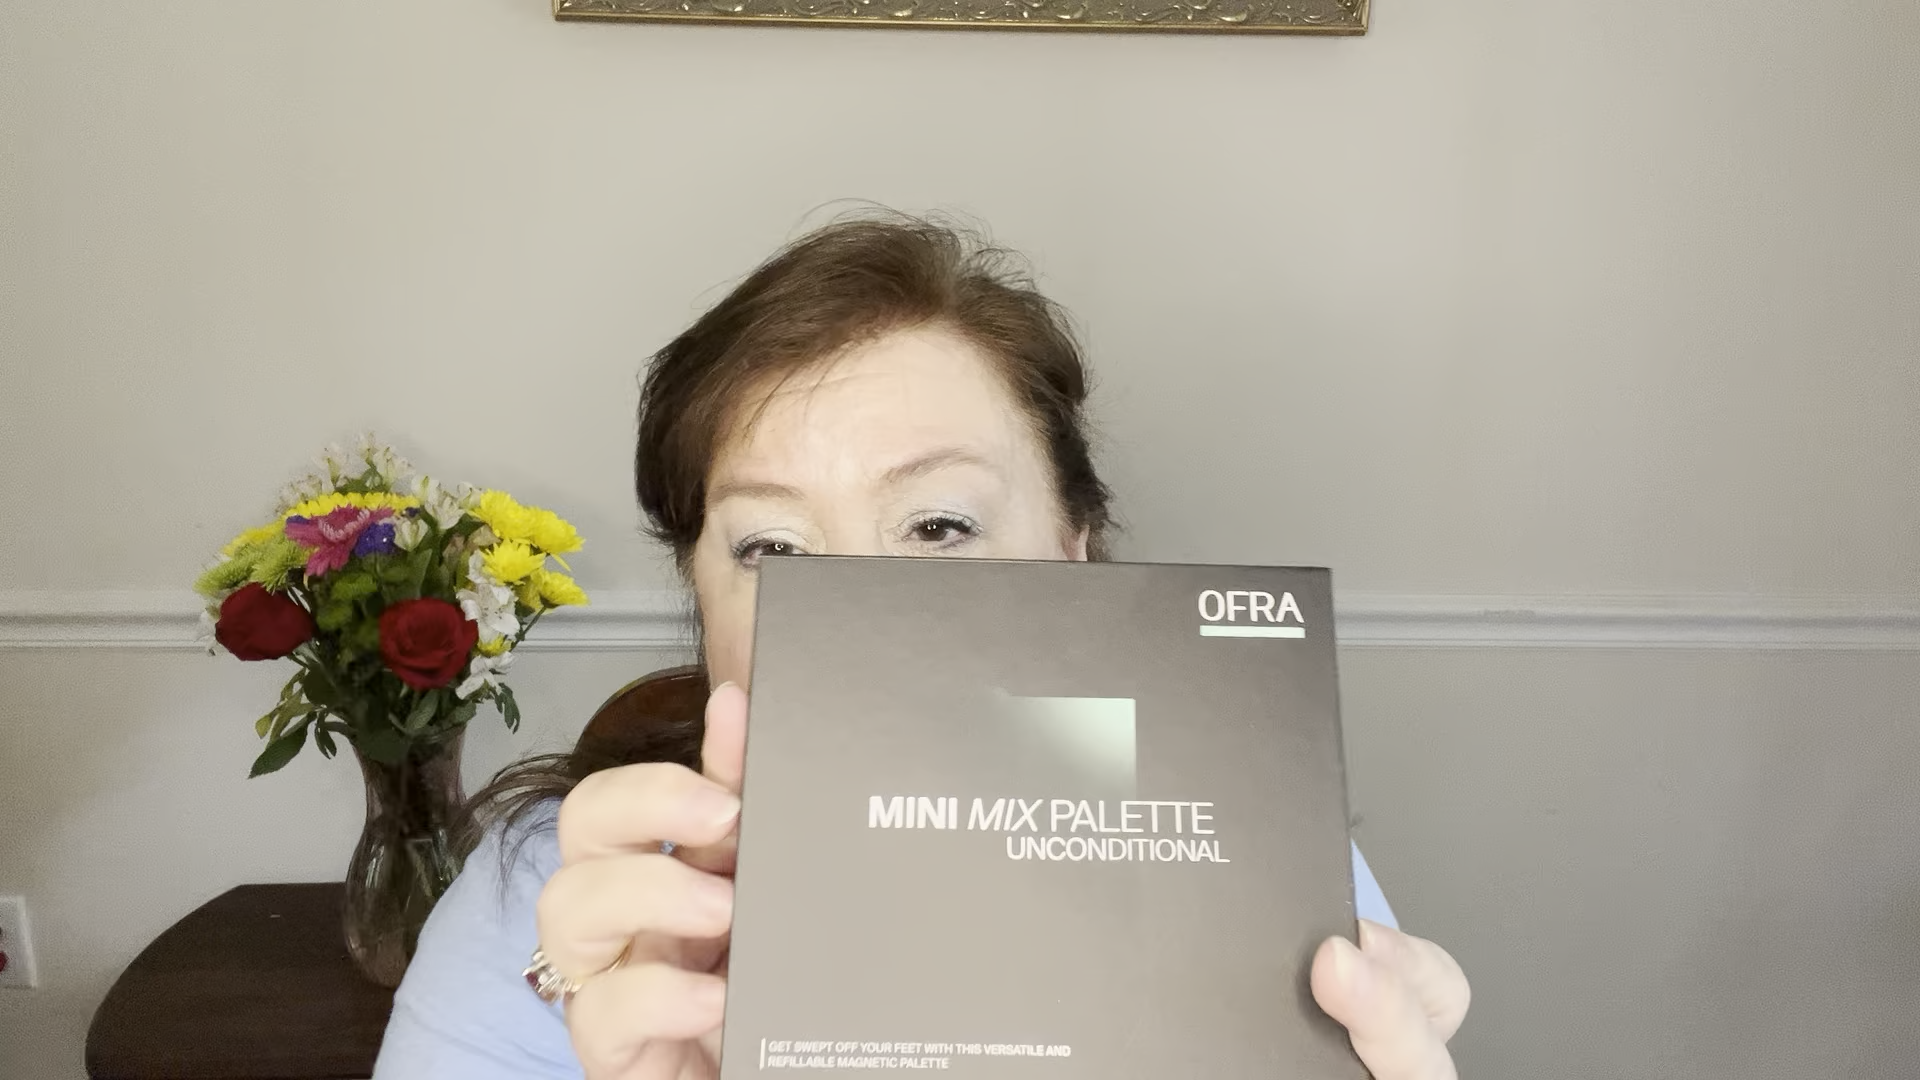 OFRA
MINI MIX PALETTE
UNCONDITIONAL
GET SWEPT OFF YOUR FEET WITH THIS VERSATILE AND
REFILLABLE MAGNETIC PALETTE